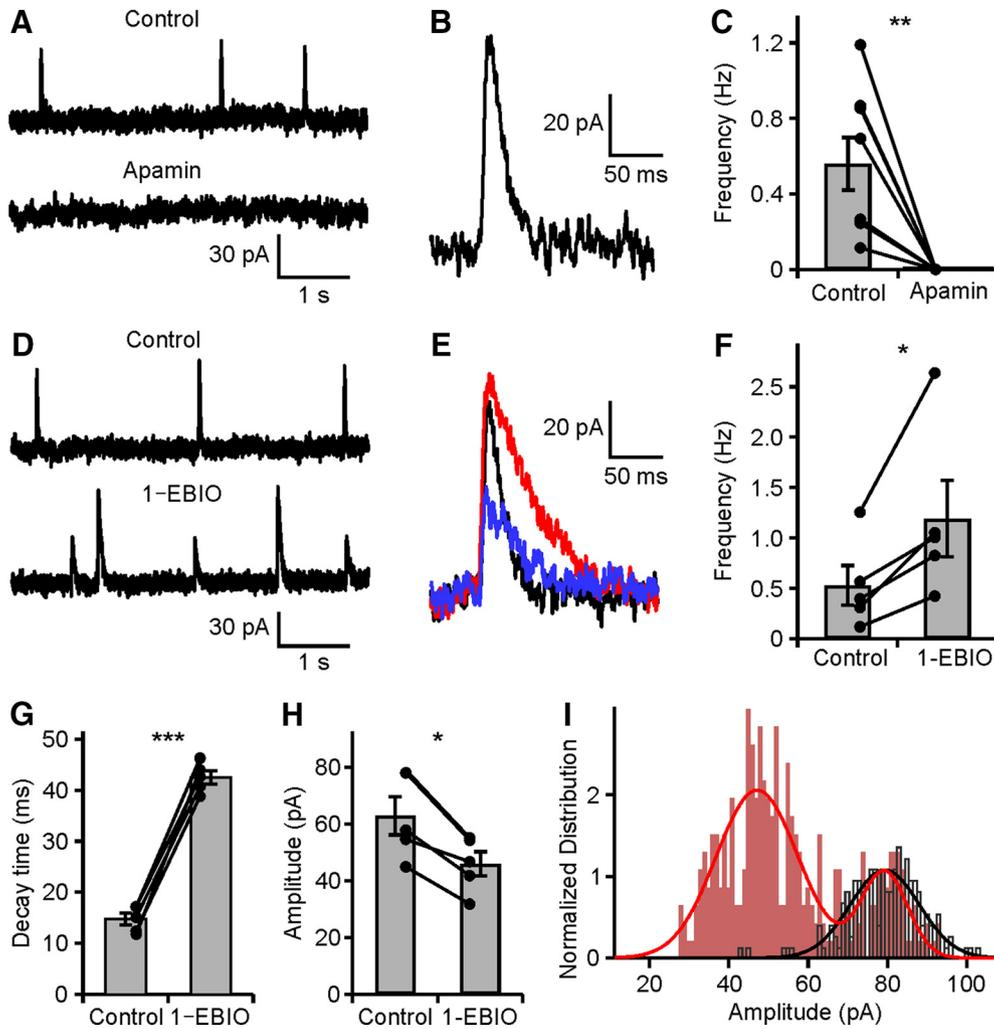 A
Control
Apamin
30 pA
1 s
B
20 pA
50 ms
C
**
Frequency (Hz)
1.2
0.8
0.4
0
Control Apamin
D
Control
1-EBIO
30 pA
1 s
E
20 pA
50 ms
F
*
Frequency (Hz)
2.5
2.0
1.5
1.0
0.5
0
Control 1-EBIO
G
***
Decay time (ms)
50
40
30
20
10
0
Control 1-EBIO
H
*
Amplitude (pA)
80
60
40
20
0
Control 1-EBIO
I
Normalized Distribution
2
1
0
20 40 60 80 100
Amplitude (pA)